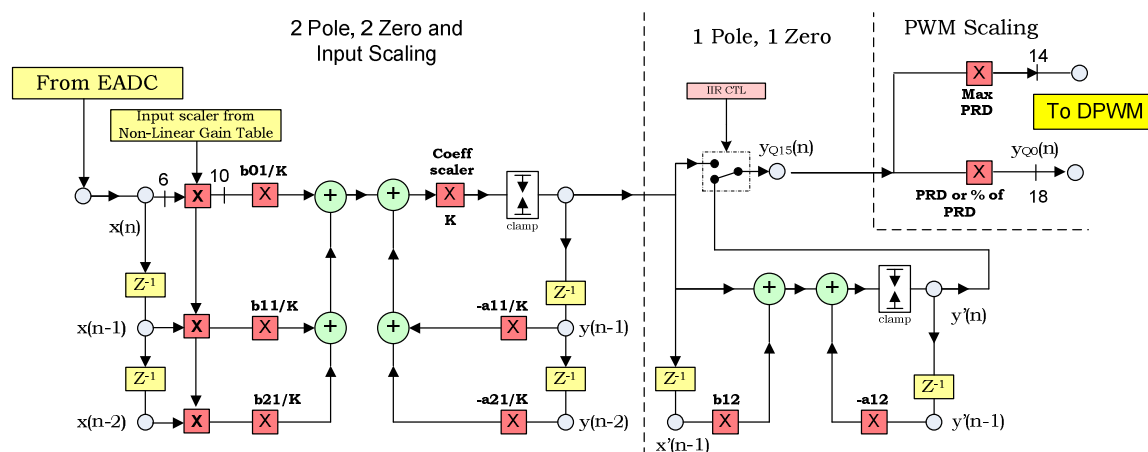 2 Pole, 2 Zero and
Input Scaling
1 Pole, 1 Zero
PWM Scaling
From EADC
Input scaler from
Non-Linear Gain Table
IIR CTL
X
14
Max
PRD
To DPWM
6
X
10
b01/K
X
+
+
Coeff
scaler
X
K
clamp
yQ15(n)
X
yQ0(n)
18
PRD or % of
PRD
x(n)
Z-1
Z-1
+
+
clamp
y'(n)
x(n-1)
X
b11/K
X
+
+
-a11/K
X
y(n-1)
Z-1
Z-1
Z-1
Z-1
x(n-2)
X
b21/K
X
-a21/K
X
y(n-2)
x'(n-1)
b12
X
-a12
X
y'(n-1)